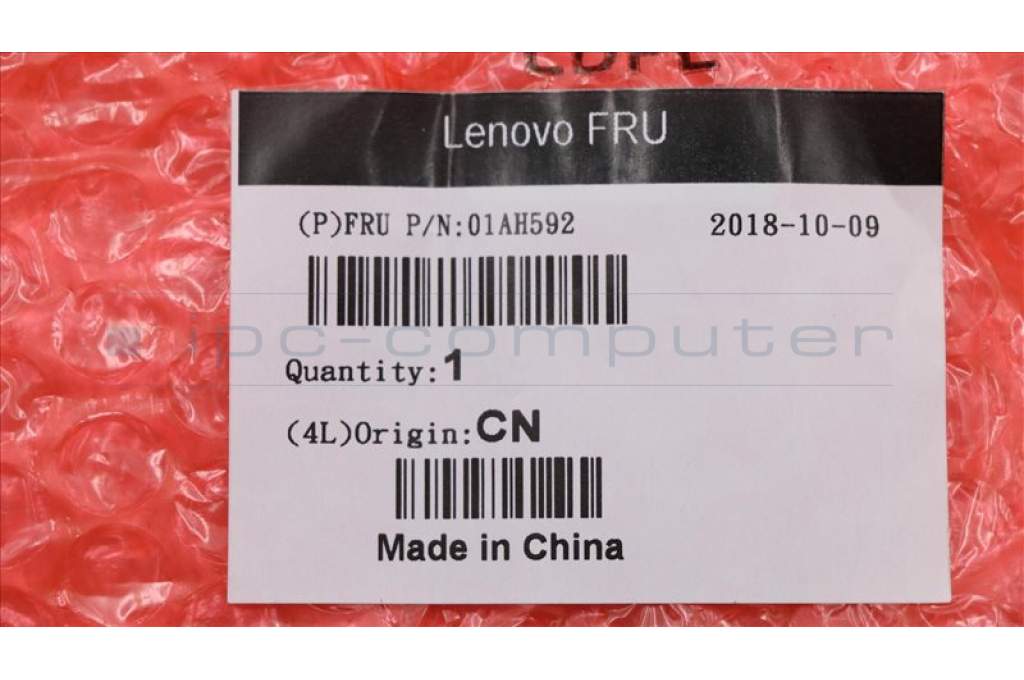 Lenovo FRU
(P)FRU P/N:01AH592 2018-10-09
ipc-computer
Quantity:1
(4L)Origin:CN
Made in China